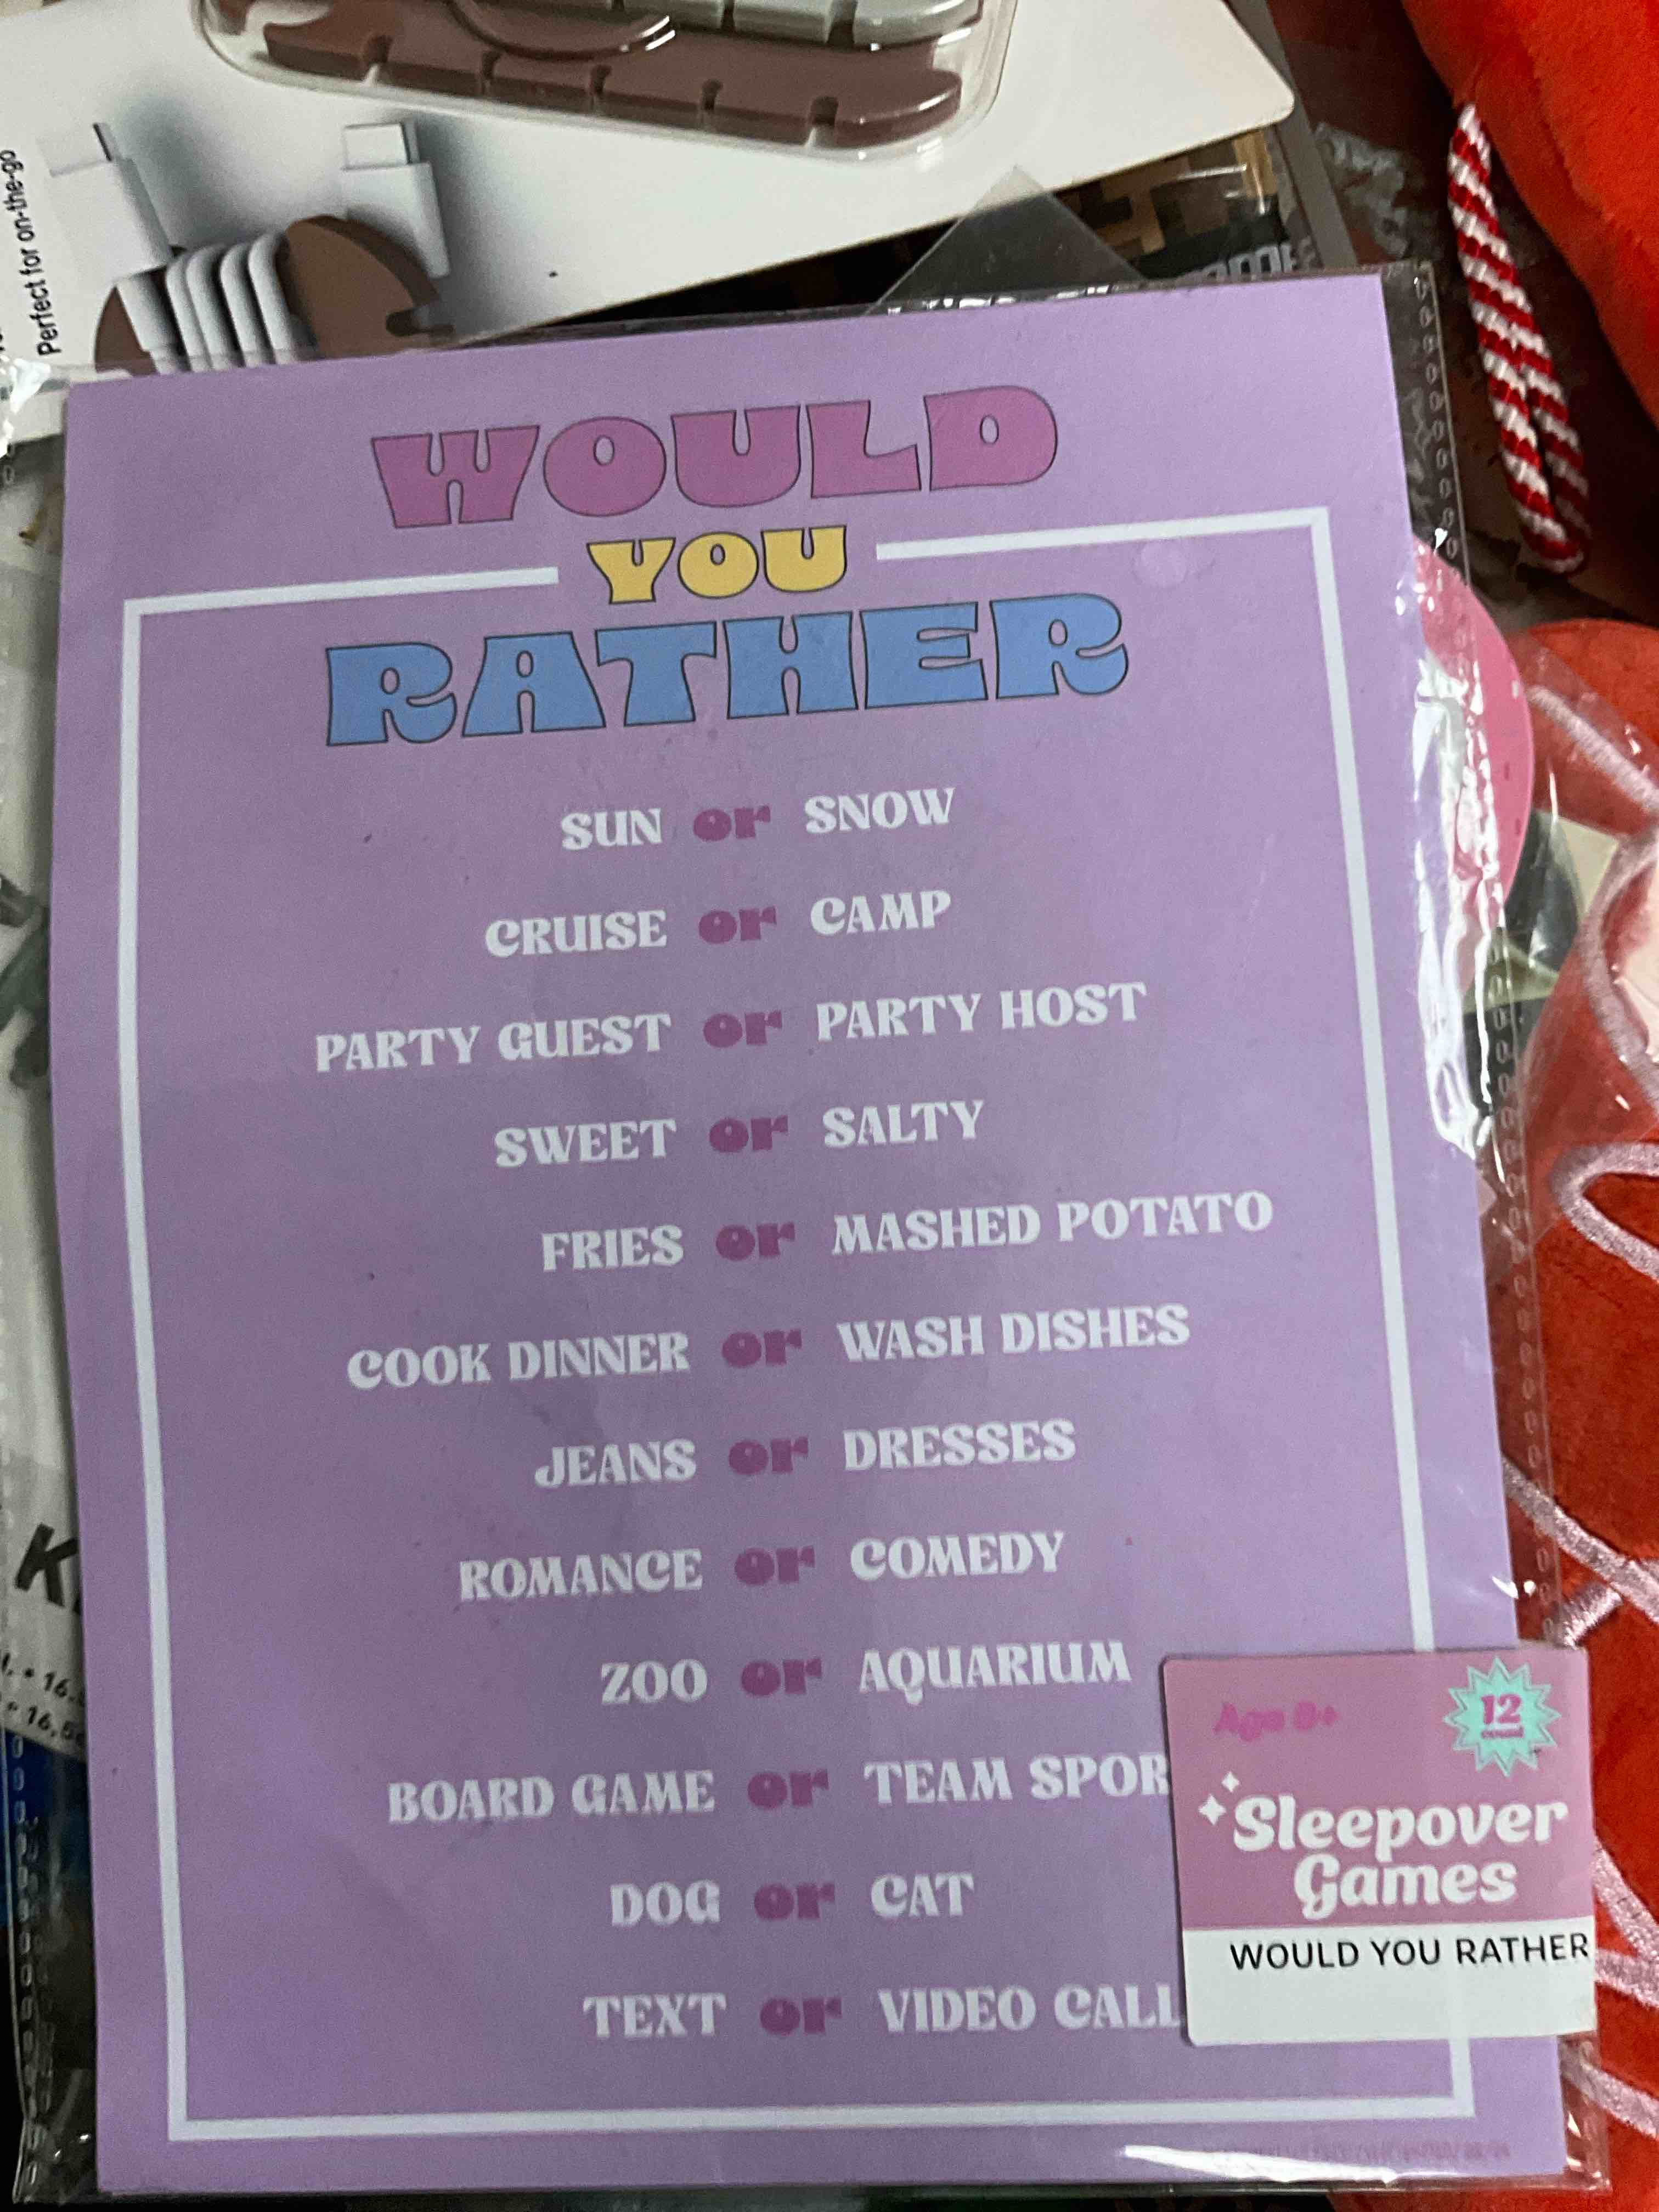 Perfect for on-the-go
WOULD
YOU
RATHER
SUN or SNOW
CRUISE or CAMP
PARTY GUEST or PARTY HOST
SWEET or SALTY
FRIES or MASHED POTATO
COOK DINNER or WASH DISHES
JEANS or DRESSES
ROMANCE or COMEDY
ZOO or AQUARIUM
BOARD GAME or TEAM SPOR
DOG or CAT
TEXT or VIDEO CALL
Age 8+
12
Sleepover
Games
WOULD YOU RATHER
K